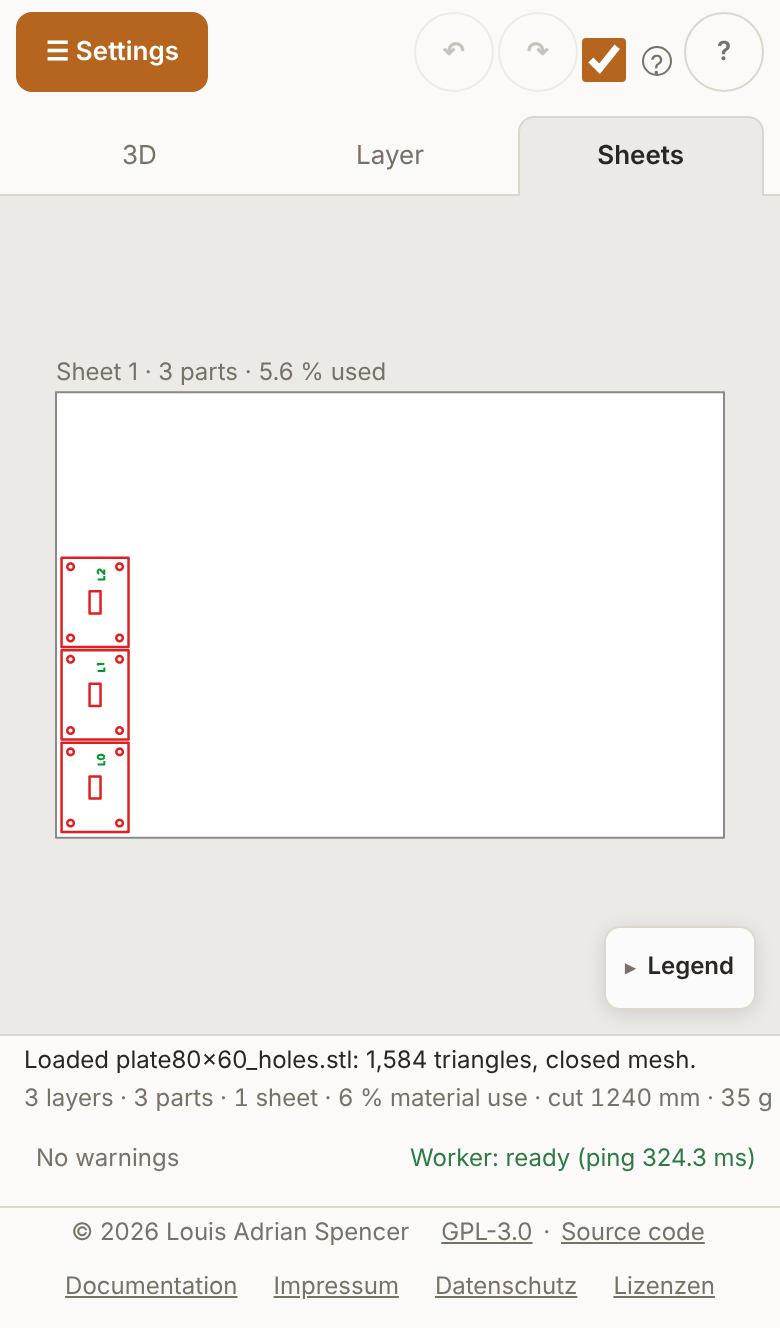 ☰ Settings ↶ ↷ ? ?
3D Layer Sheets
Sheet 1 · 3 parts · 5.6 % used
L2
L1
L0
▸ Legend
Loaded plate80×60_holes.stl: 1,584 triangles, closed mesh.
3 layers · 3 parts · 1 sheet · 6 % material use · cut 1240 mm · 35 g
No warnings Worker: ready (ping 324.3 ms)
© 2026 Louis Adrian Spencer GPL-3.0 · Source code
Documentation Impressum Datenschutz Lizenzen